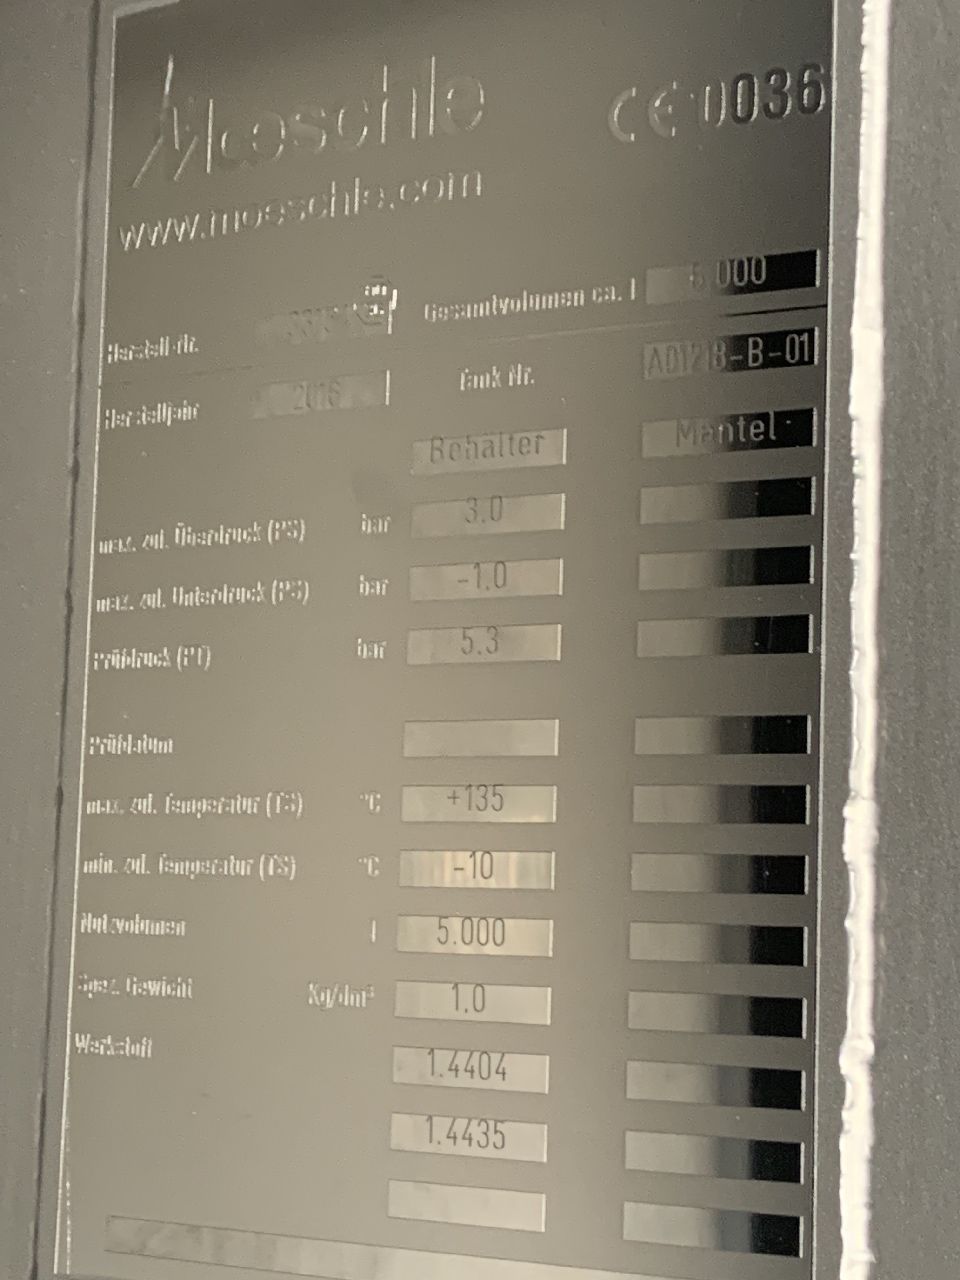 Moeschle CE 0036
www.moeschle.com
Herstell-Nr. Gesamtvolumen ca. l 6.000
Herstelljahr 2016 Tank Nr. A01218-B-01
Behälter Mantel
max. zul. Überdruck (PS) bar 3.0
max. zul. Unterdruck (PS) bar -1.0
Prüfdruck (PT) bar 5.3
Prüfdatum
max. zul. Temperatur (TS) °C +135
min. zul. Temperatur (TS) °C -10
Nutzvolumen l 5.000
Spez. Gewicht Kg/dm³ 1.0
Werkstoff 1.4404
1.4435